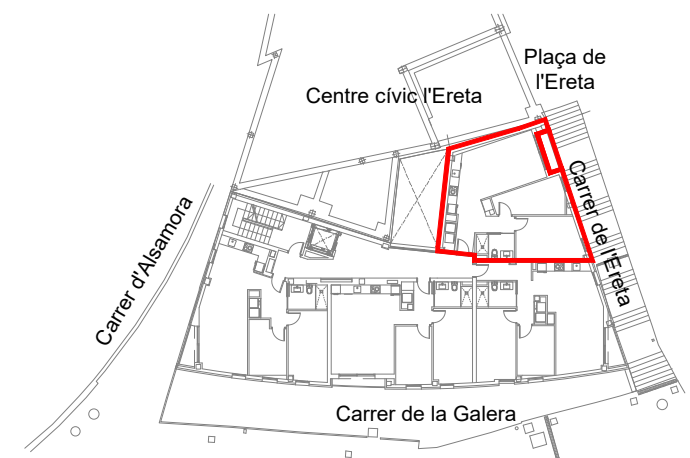 Plaça de
l'Ereta
Centre cívic l'Ereta
Carrer de l'Ereta
Carrer d'Alsamora
Carrer de la Galera